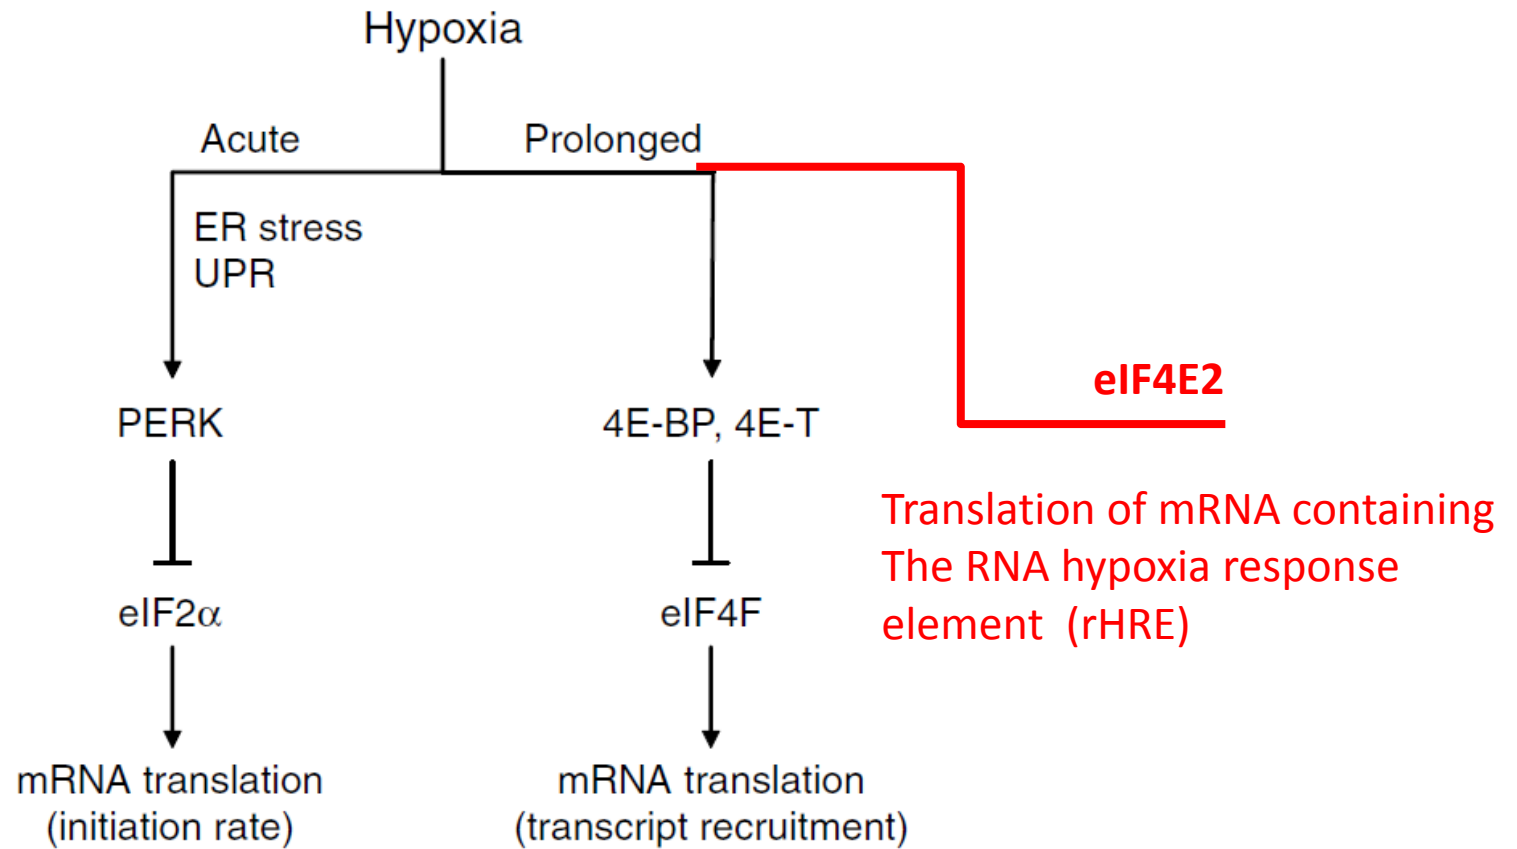 Hypoxia
Acute
Prolonged
ER stress
UPR
eIF4E2
PERK
4E-BP, 4E-T
Translation of mRNA containing
The RNA hypoxia response
element (rHRE)
eIF2α
eIF4F
mRNA translation
(initiation rate)
mRNA translation
(transcript recruitment)